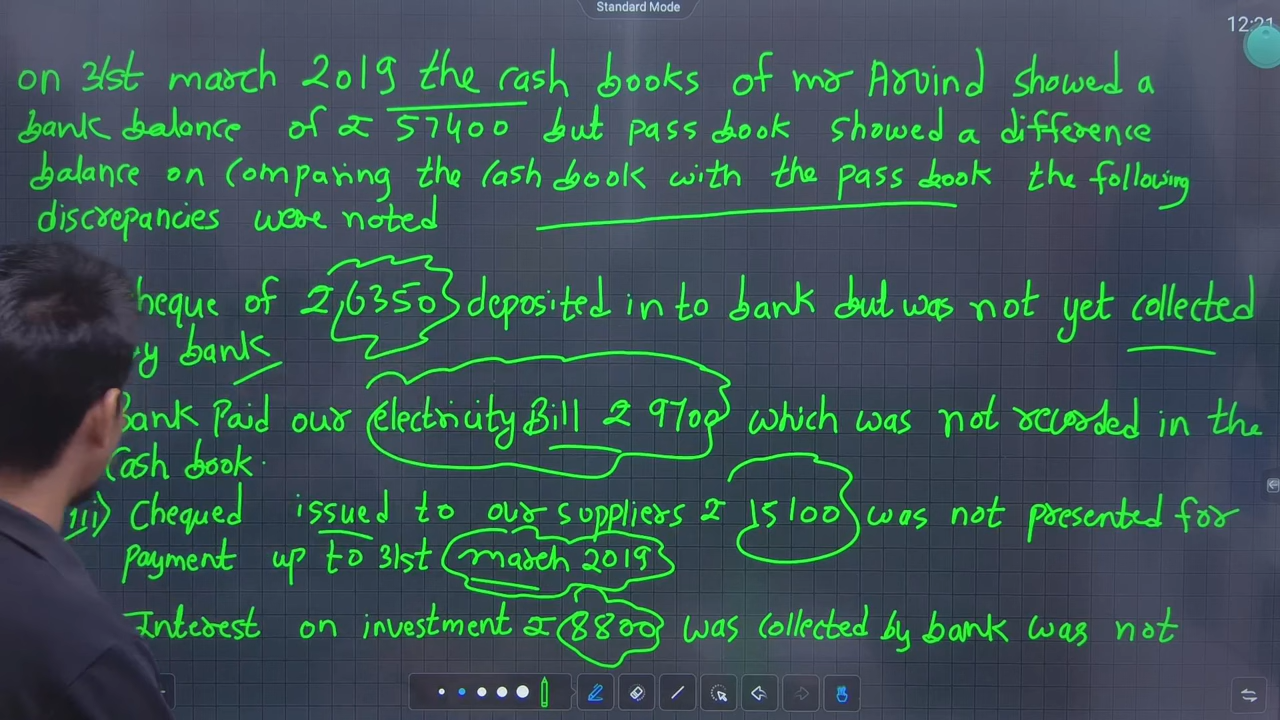 Standard Mode
12:21
on 31st march 2019 the cash books of mr Arvind showed a
bank balance of ₹ 57400 but pass book showed a difference
balance on Comparing the Cash book with the pass book the following
discrepancies were noted
heque of ₹ 6350 deposited in to bank but was not yet collected
by bank
Bank Paid our electricity Bill ₹ 9700 which was not recorded in the
Cash book.
iii) Chequed issued to our suppliers ₹ 15100 was not presented for
payment up to 31st march 2019
Interest on investment ₹ 8800 was collected by bank was not